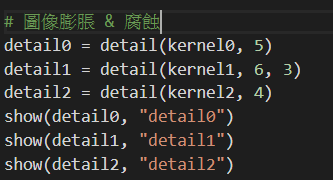 # 圖像膨脹 & 腐蝕
detail0 = detail(kernel0, 5)
detail1 = detail(kernel1, 6, 3)
detail2 = detail(kernel2, 4)
show(detail0, "detail0")
show(detail1, "detail1")
show(detail2, "detail2")